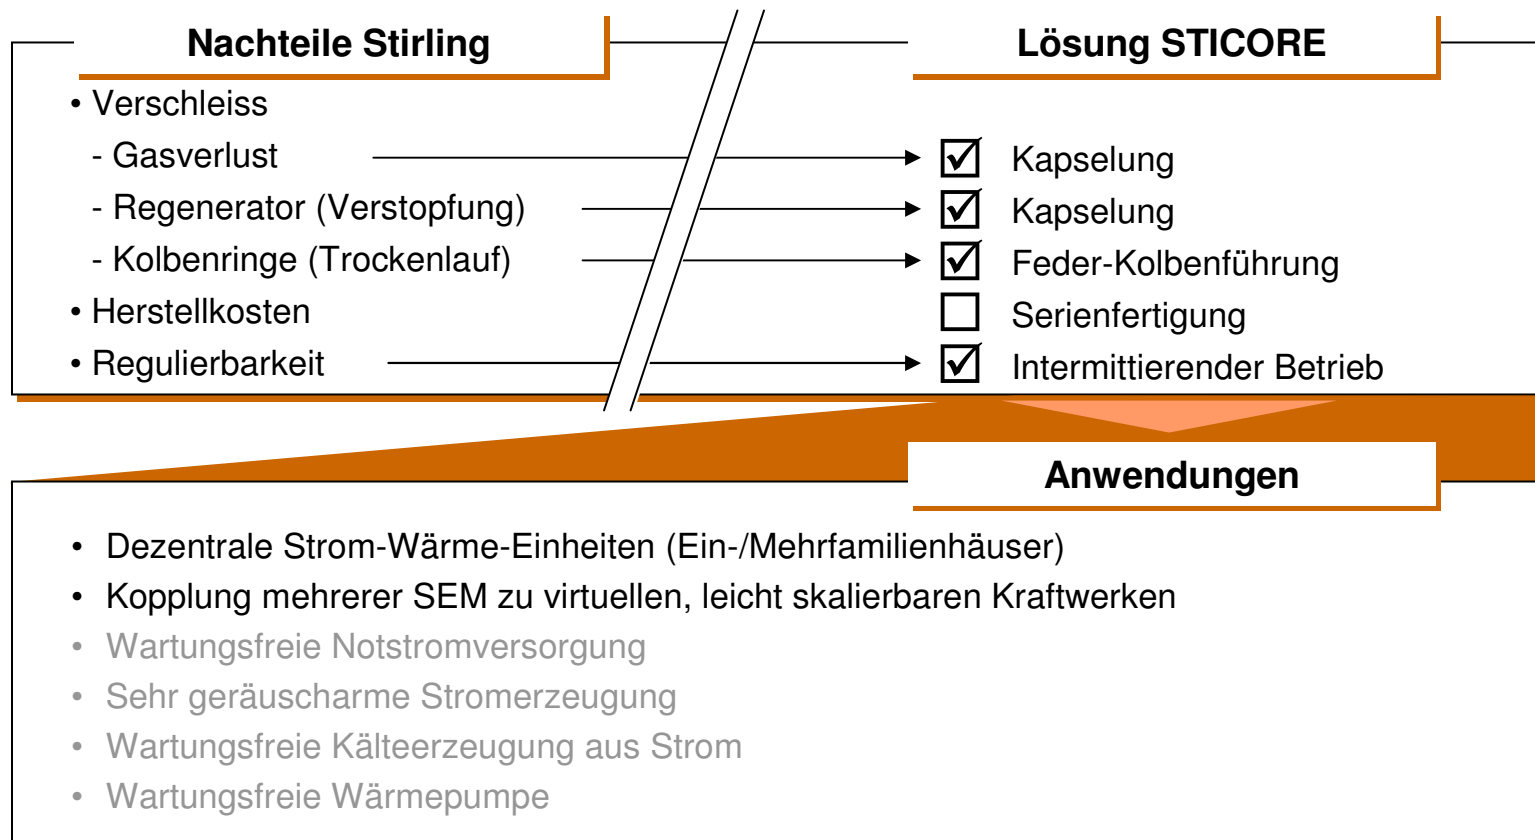 Nachteile Stirling
• Verschleiss
- Gasverlust
- Regenerator (Verstopfung)
- Kolbenringe (Trockenlauf)
• Herstellkosten
• Regulierbarkeit
Lösung STICORE
Kapselung
Kapselung
Feder-Kolbenführung
Serienfertigung
Intermittierender Betrieb
Anwendungen
• Dezentrale Strom-Wärme-Einheiten (Ein-/Mehrfamilienhäuser)
• Kopplung mehrerer SEM zu virtuellen, leicht skalierbaren Kraftwerken
• Wartungsfreie Notstromversorgung
• Sehr geräuscharme Stromerzeugung
• Wartungsfreie Kälteerzeugung aus Strom
• Wartungsfreie Wärmepumpe